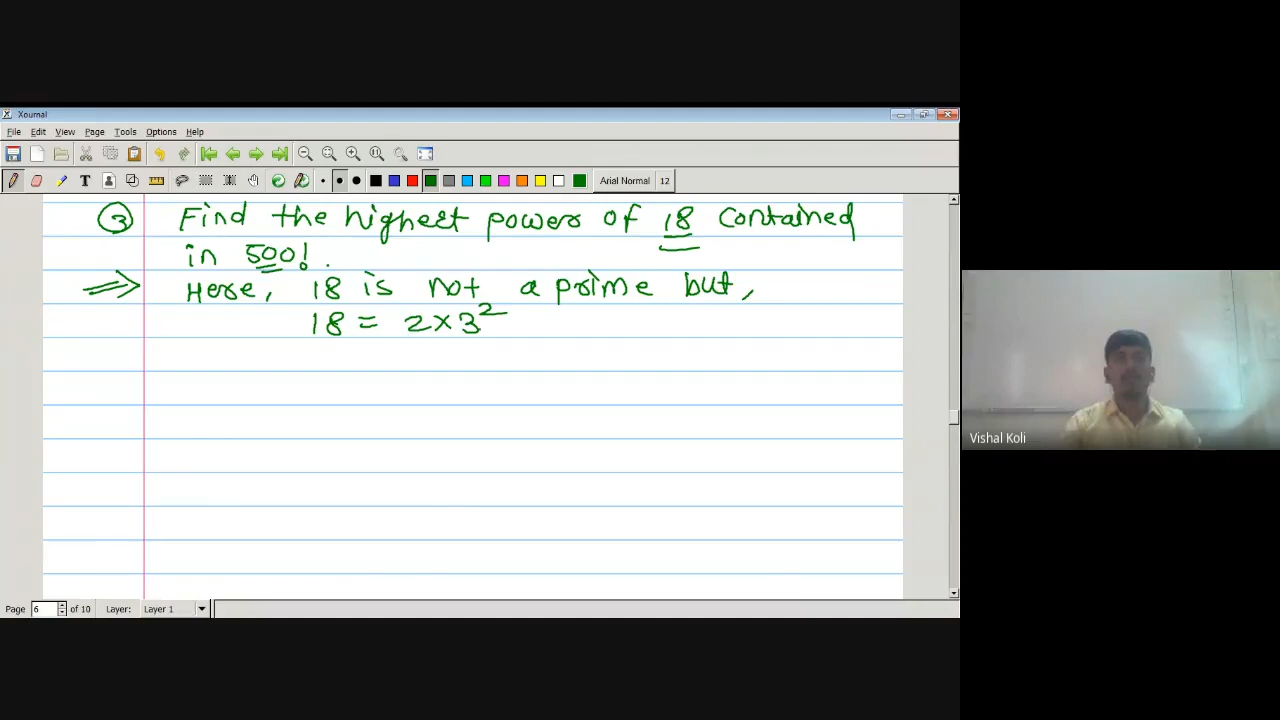 Xournal
File Edit View Page Tools Options Help
Arial Normal 12
③ Find the highest powers of 18 contained
in 500!.
⇒ Here, 18 is not a prime but,
18 = 2×3²
Vishal Koli
Page 6 of 10 Layer: Layer 1